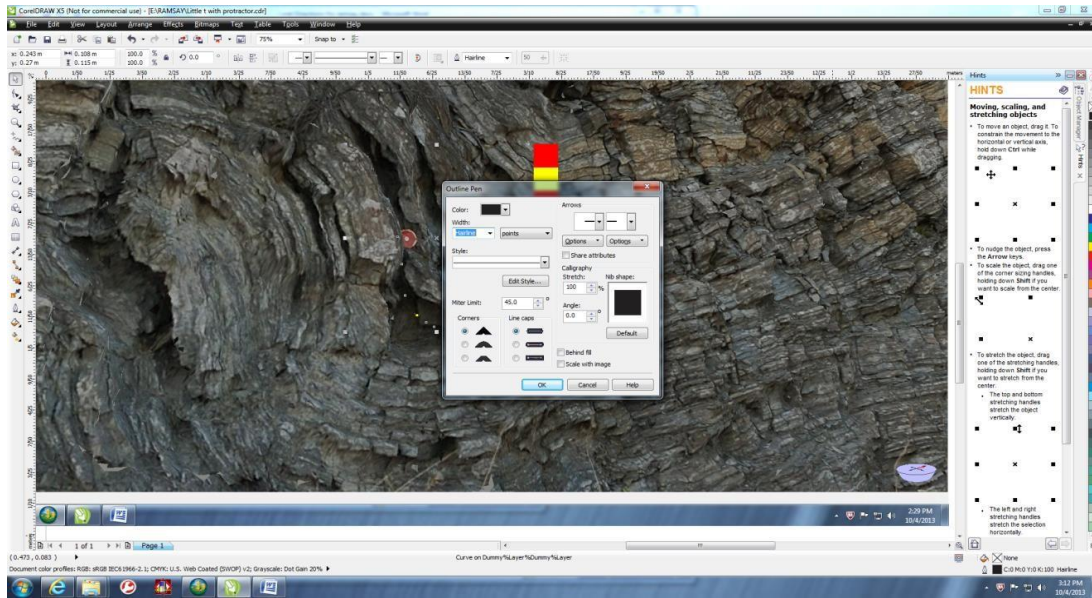 CorelDRAW X5 (Not for commercial use) - [E:\RAMSAY\Little t with protractor.cdr]
File Edit View Layout Arrange Effects Bitmaps Text Table Tools Window Help
75% Snap to
x: 0.243 m 0.108 m 100.0 % 0.0 °
y: 0.27 m 0.115 m 100.0 % Hairline 50
meters
Hints
HINTS
Moving, scaling, and
stretching objects
• To move an object, drag it. To
constrain the movement to the
horizontal or vertical axis,
hold down Ctrl while
dragging.
• To nudge the object, press
the Arrow keys.
• To scale the object, drag one
of the corner sizing handles,
holding down Shift if you
want to scale from the center.
• To stretch the object, drag
one of the stretching handles,
holding down Shift if you
want to stretch from the
center.
• The top and bottom
stretching handles
stretch the object
vertically.
• The left and right
stretching handles
stretch the selection
horizontally.
Object Manager
Hints
Outline Pen
Color:
Width:
Hairline points
Style:
Edit Style...
Miter Limit: 45.0 °
Corners Line caps
Arrows
Options Options
Share attributes
Calligraphy
Stretch: Nib shape:
100 %
Angle:
0.0 °
Default
Behind fill
Scale with image
OK Cancel Help
2:29 PM
10/4/2013
1 of 1 Page 1
(0.473, 0.083 ) Curve on Dummy%Layer%Dummy%Layer None
Document color profiles: RGB: sRGB IEC61966-2.1; CMYK: U.S. Web Coated (SWOP) v2; Grayscale: Dot Gain 20% C:0 M:0 Y:0 K:100 Hairline
3:12 PM
10/4/2013